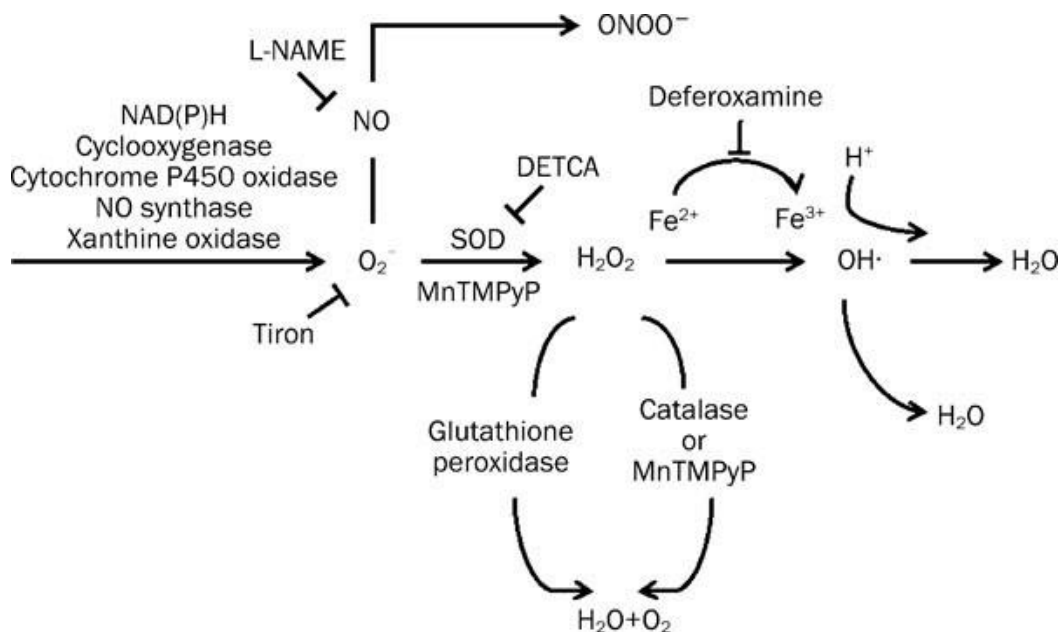 ONOO⁻
L-NAME
NO
Deferoxamine
NAD(P)H
Cyclooxygenase
Cytochrome P450 oxidase
NO synthase
Xanthine oxidase
DETCA
H⁺
Fe²⁺
Fe³⁺
SOD
O₂⁻
H₂O₂
OH·
H₂O
MnTMPyP
Tiron
H₂O
Glutathione
peroxidase
Catalase
or
MnTMPyP
H₂O+O₂